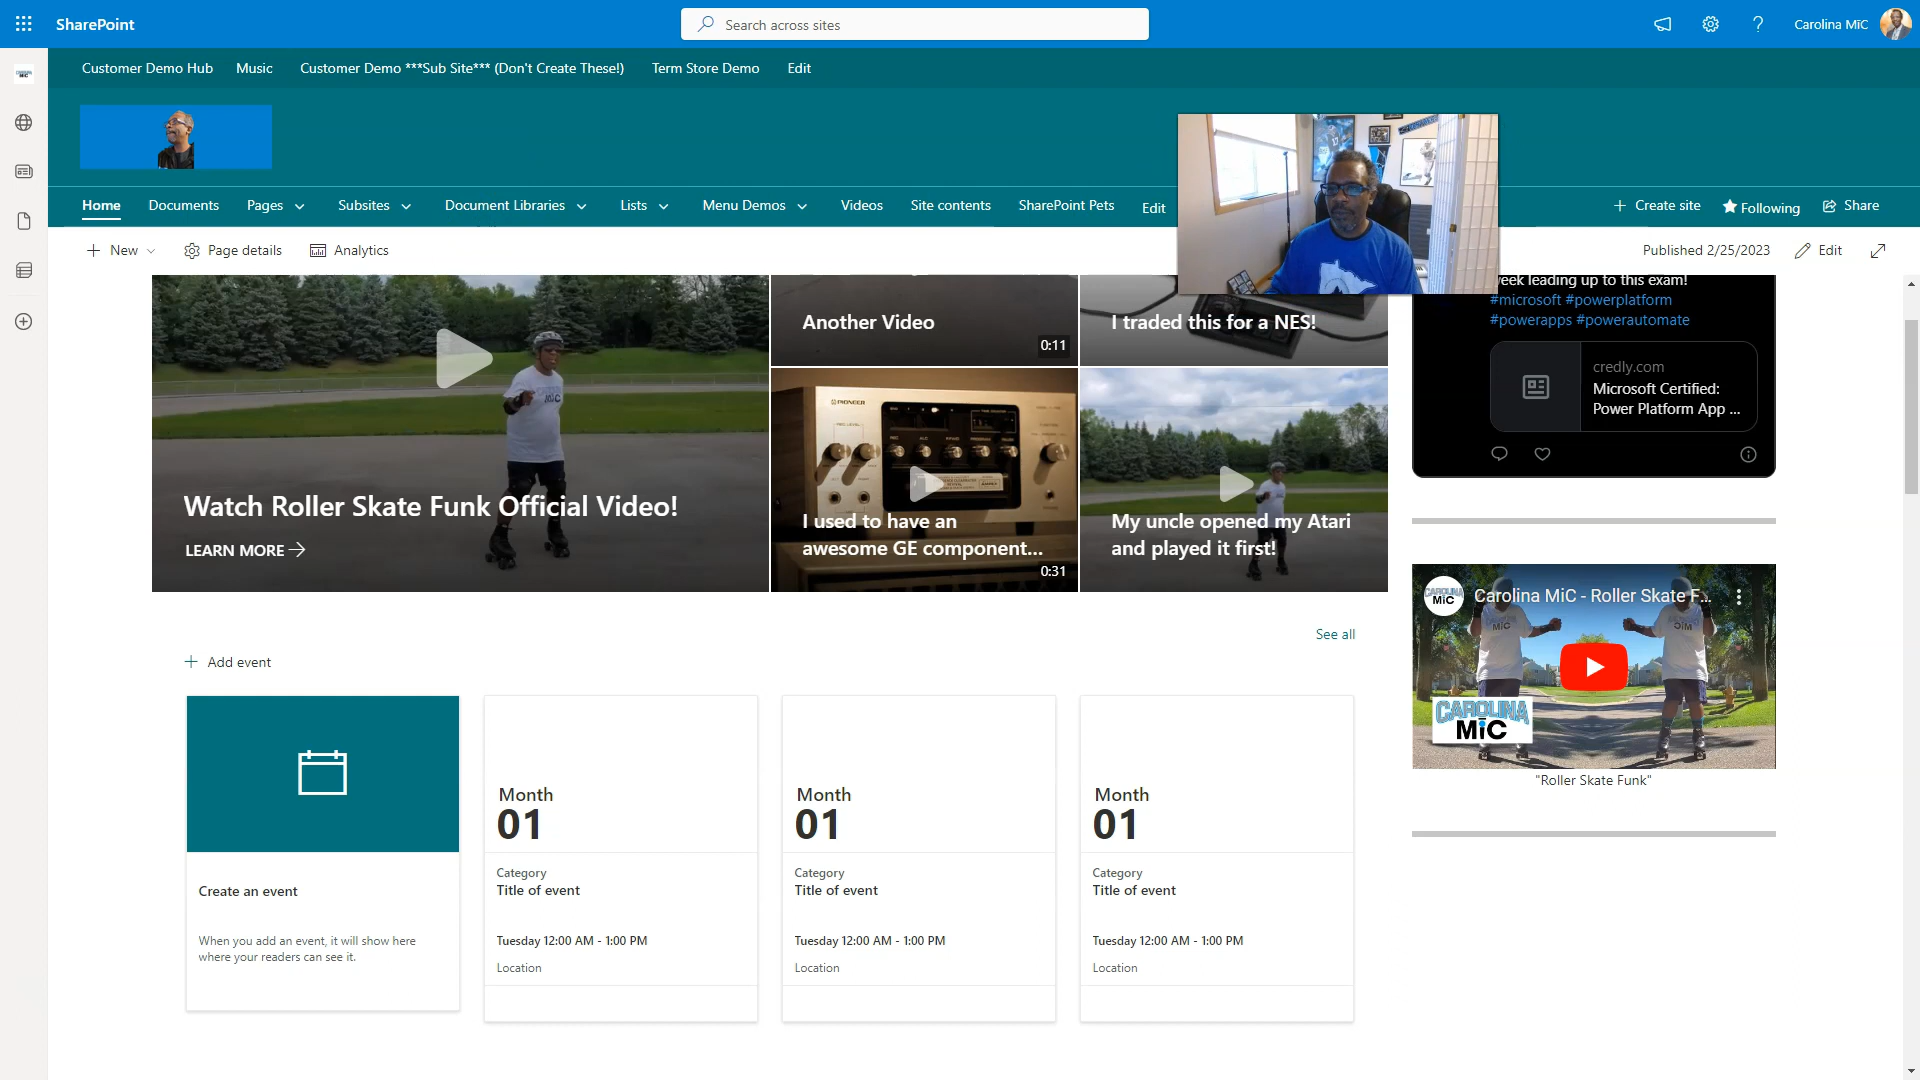 SharePoint
Search across sites
Carolina MiC
Customer Demo Hub
Music
Customer Demo ***Sub Site*** (Don't Create These!)
Term Store Demo
Edit
Home
Documents
Pages
Subsites
Document Libraries
Lists
Menu Demos
Videos
Site contents
SharePoint Pets
Edit
Create site
Following
Share
New
Page details
Analytics
Published 2/25/2023
Edit
Another Video
0:11
I traded this for a NES!
week leading up to this exam!
#microsoft #powerplatform
#powerapps #powerautomate
credly.com
Microsoft Certified:
Power Platform App ...
Watch Roller Skate Funk Official Video!
LEARN MORE
PIONEER
I used to have an
awesome GE component...
0:31
My uncle opened my Atari
and played it first!
See all
Add event
CAROLINA
MiC
Carolina MiC - Roller Skate F...
CAROLINA
MiC
"Roller Skate Funk"
Create an event
When you add an event, it will show here
where your readers can see it.
Month
01
Category
Title of event
Tuesday 12:00 AM - 1:00 PM
Location
Month
01
Category
Title of event
Tuesday 12:00 AM - 1:00 PM
Location
Month
01
Category
Title of event
Tuesday 12:00 AM - 1:00 PM
Location